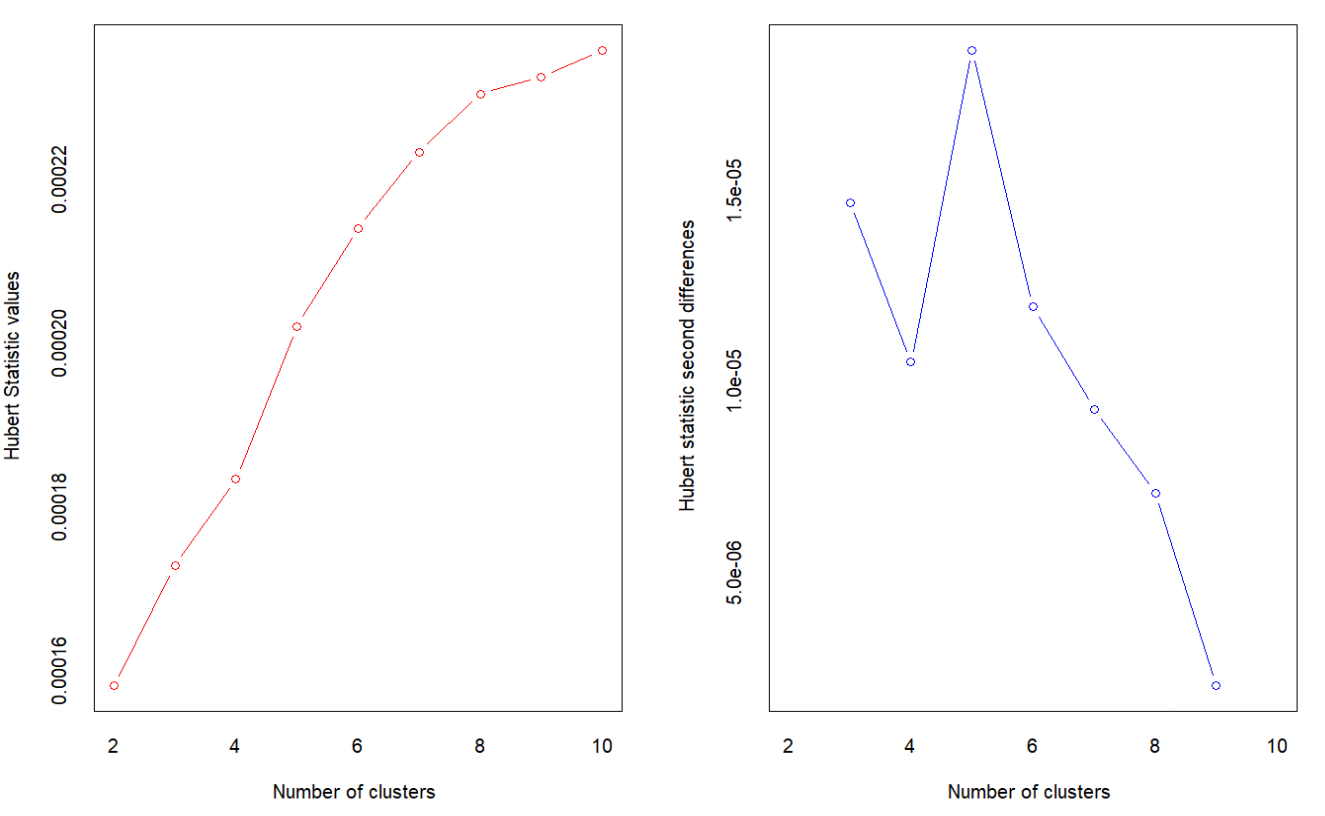 Hubert Statistic values
0.00016
0.00018
0.00020
0.00022
2
4
6
8
10
Number of clusters
Hubert statistic second differences
5.0e-06
1.0e-05
1.5e-05
2
4
6
8
10
Number of clusters